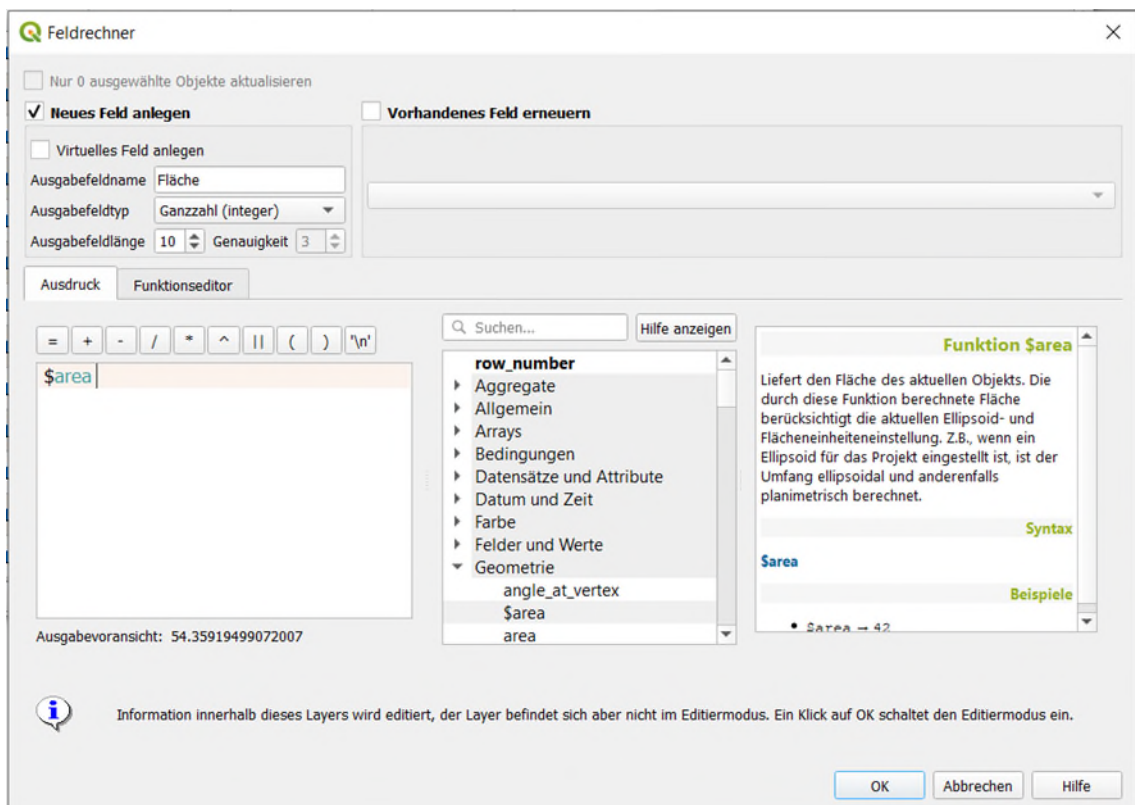 Feldrechner
Nur 0 ausgewählte Objekte aktualisieren
Neues Feld anlegen
Vorhandenes Feld erneuern
Virtuelles Feld anlegen
Ausgabefeldname Fläche
Ausgabefeldtyp Ganzzahl (integer)
Ausgabefeldlänge 10 Genauigkeit 3
Ausdruck Funktionseditor
= + - / * ^ || ( ) '\n'
$area
Ausgabevoransicht: 54.35919499072007
Suchen... Hilfe anzeigen
row_number
Aggregate
Allgemein
Arrays
Bedingungen
Datensätze und Attribute
Datum und Zeit
Farbe
Felder und Werte
Geometrie
angle_at_vertex
$area
area
Funktion $area
Liefert den Fläche des aktuellen Objekts. Die
durch diese Funktion berechnete Fläche
berücksichtigt die aktuellen Ellipsoid- und
Flächeneinheiteneinstellung. Z.B., wenn ein
Ellipsoid für das Projekt eingestellt ist, ist der
Umfang ellipsoidal und anderenfalls
planimetrisch berechnet.
Syntax
$area
Beispiele
• $area → 42
Information innerhalb dieses Layers wird editiert, der Layer befindet sich aber nicht im Editiermodus. Ein Klick auf OK schaltet den Editiermodus ein.
OK Abbrechen Hilfe